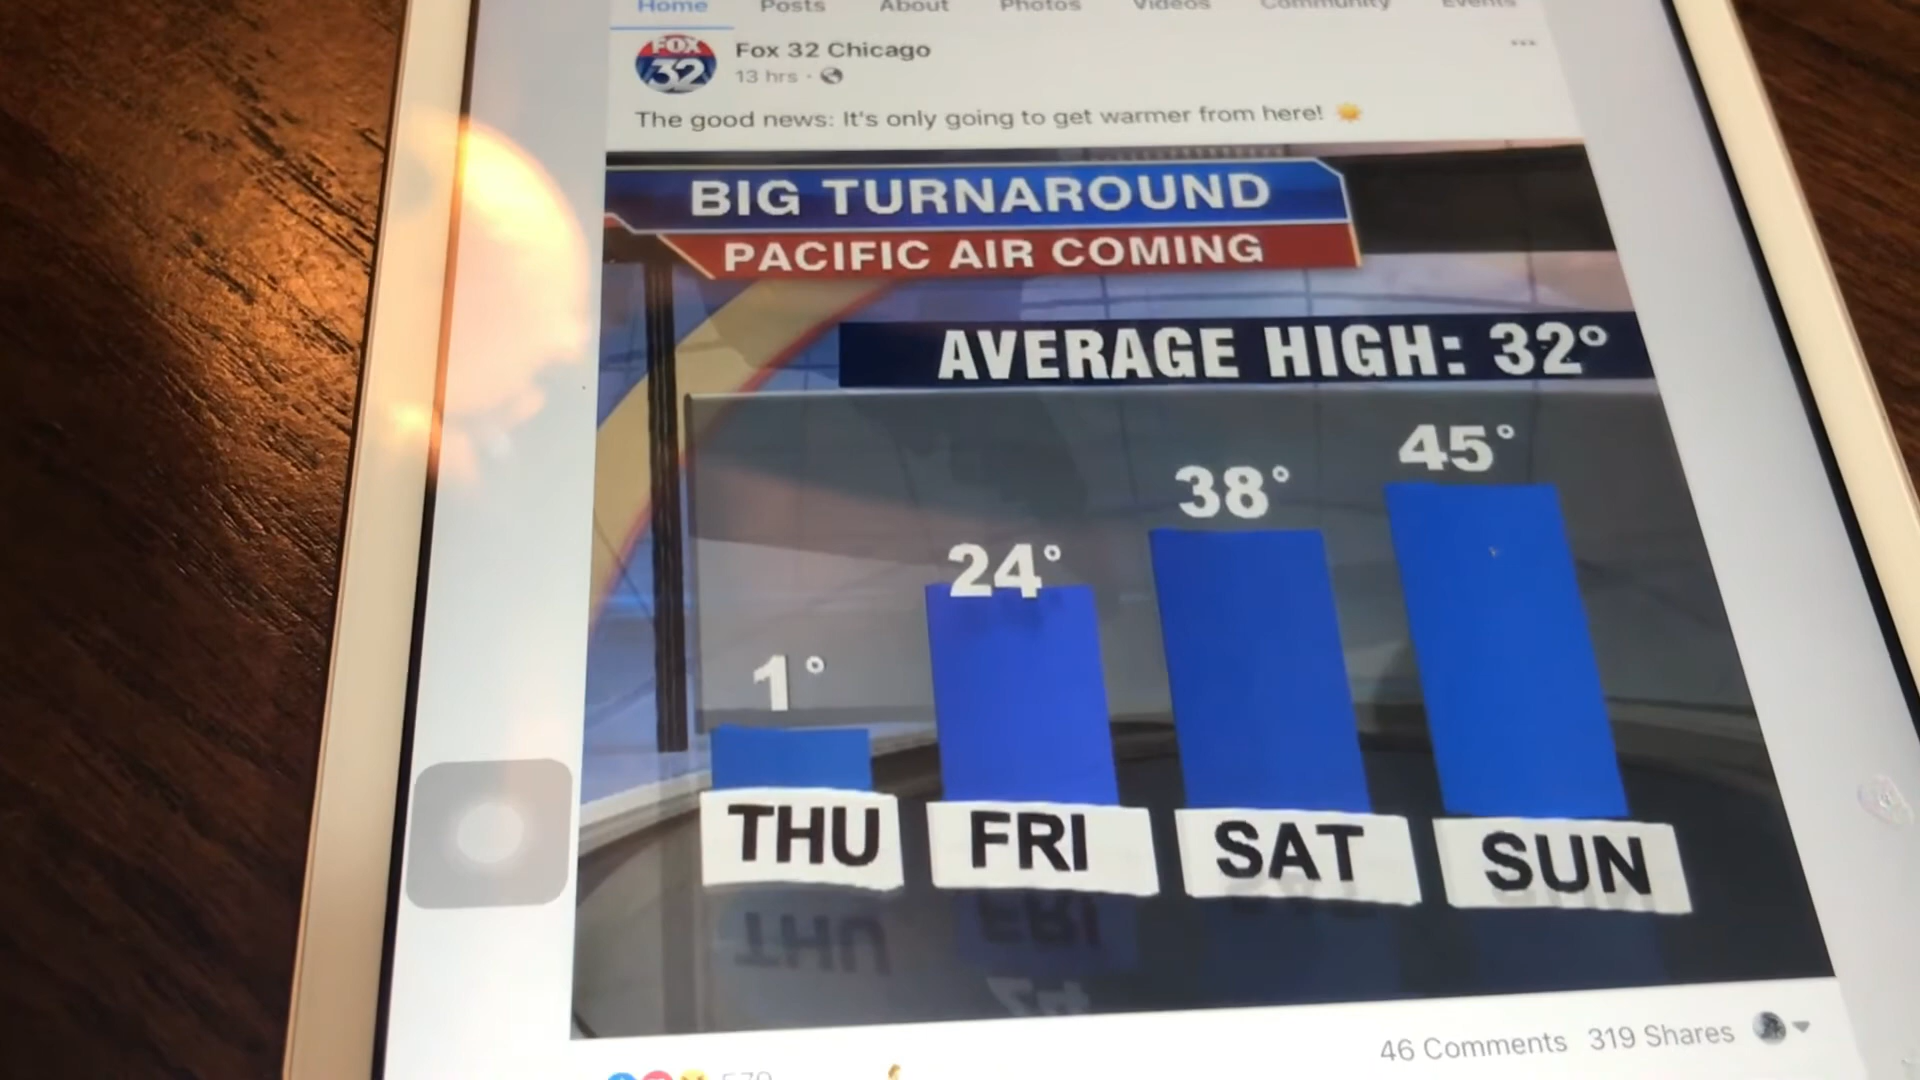 Home Posts About Photos Videos Community Events
FOX 32
Fox 32 Chicago
13 hrs ·
The good news: It's only going to get warmer from here!
BIG TURNAROUND
PACIFIC AIR COMING
AVERAGE HIGH: 32°
1° 24° 38° 45°
THU FRI SAT SUN
46 Comments 319 Shares